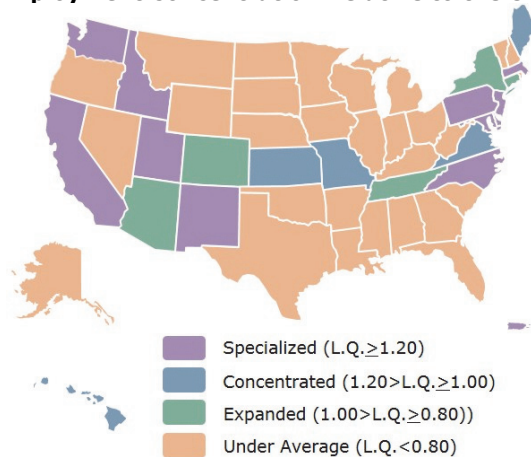 Specialized (L.Q.≥1.20)
Concentrated (1.20>L.Q.≥1.00)
Expanded (1.00>L.Q.≥0.80))
Under Average (L.Q.<0.80)